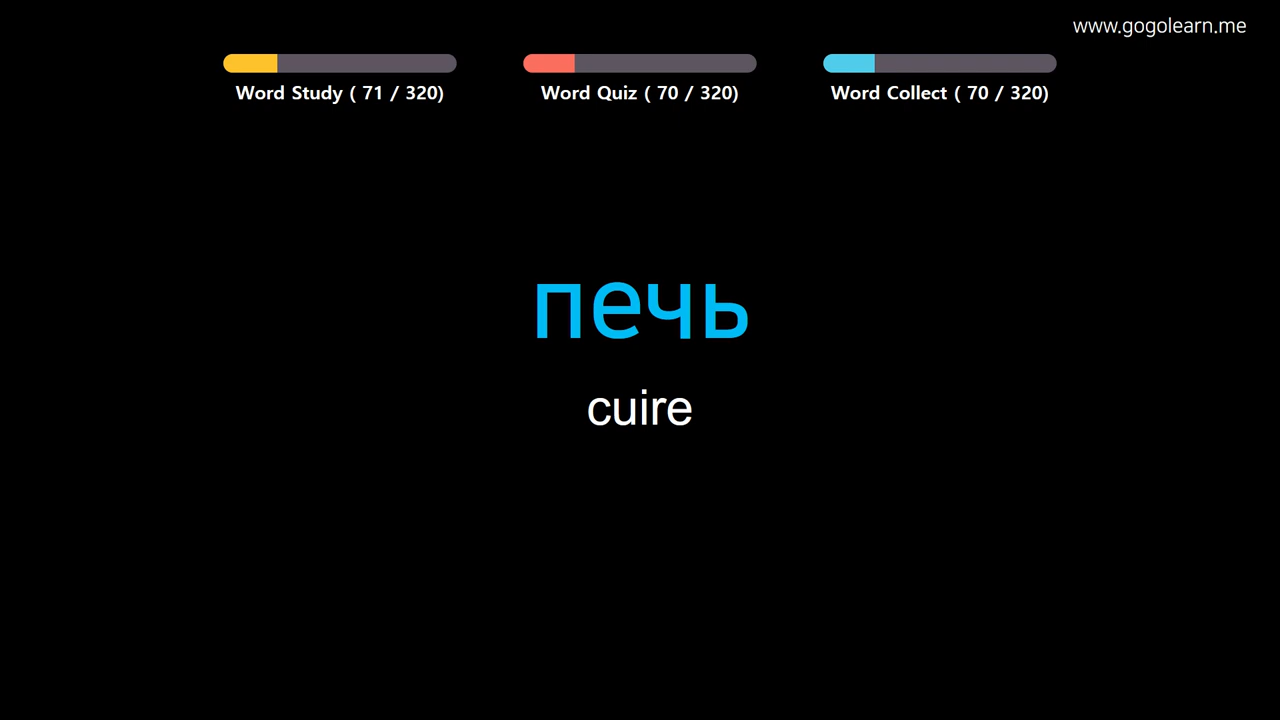 www.gogolearn.me
Word Study ( 71 / 320)
Word Quiz ( 70 / 320)
Word Collect ( 70 / 320)
печь
cuire